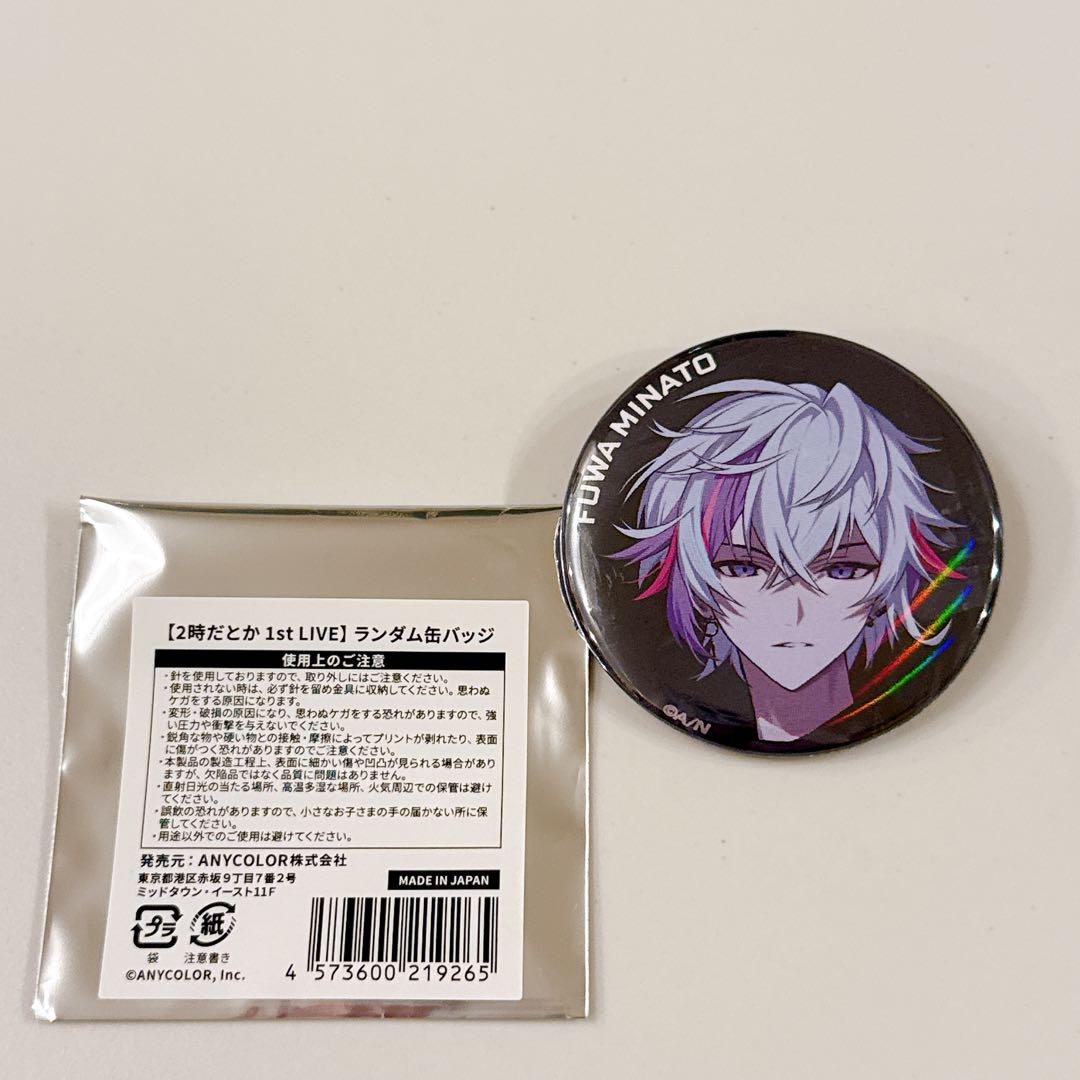 FUWA MINATO
©A/N
【2時だとか 1st LIVE】ランダム缶バッジ
使用上のご注意
・針を使用しておりますので、取り外しにはご注意ください。
・使用されない時は、必ず針を留め金具に収納してください。思わぬ
ケガをする原因になります。
・変形・破損の原因になり、思わぬケガをする恐れがありますので、強
い圧力や衝撃を与えないでください。
・鋭角な物や硬い物との接触・摩擦によってプリントが剥れたり、表面
に傷がつく恐れがありますのでご注意ください。
・本製品の製造工程上、表面に細かい傷や凹凸が見られる場合があり
ますが、欠陥品ではなく品質に問題はありません。
・直射日光の当たる場所、高温多湿な場所、火気周辺での保管は避け
てください。
・誤飲の恐れがありますので、小さなお子さまの手の届かない所に保
管してください。
・用途以外でのご使用は避けてください。
発売元：ANYCOLOR株式会社
東京都港区赤坂９丁目７番２号
ミッドタウン・イースト11F
MADE IN JAPAN
プラ
紙
袋
注意書き
©ANYCOLOR, Inc.
4 573600 219265